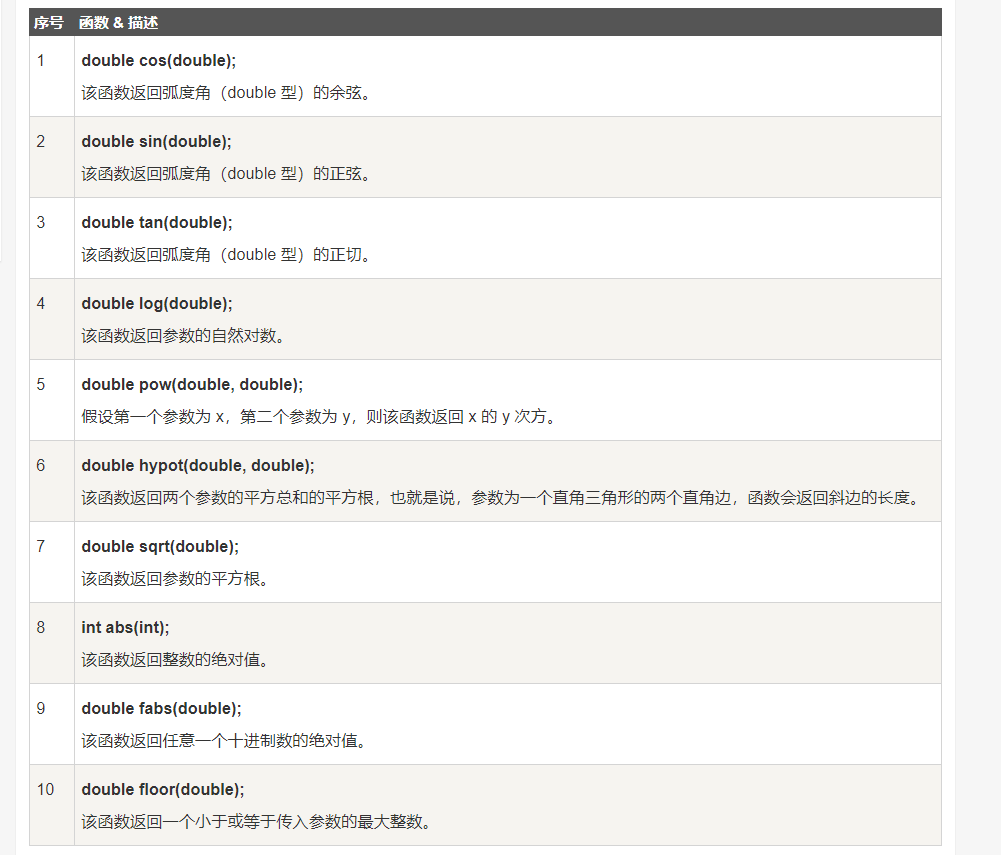 序号 函数 & 描述
1 double cos(double);
该函数返回弧度角（double 型）的余弦。
2 double sin(double);
该函数返回弧度角（double 型）的正弦。
3 double tan(double);
该函数返回弧度角（double 型）的正切。
4 double log(double);
该函数返回参数的自然对数。
5 double pow(double, double);
假设第一个参数为 x，第二个参数为 y，则该函数返回 x 的 y 次方。
6 double hypot(double, double);
该函数返回两个参数的平方总和的平方根，也就是说，参数为一个直角三角形的两个直角边，函数会返回斜边的长度。
7 double sqrt(double);
该函数返回参数的平方根。
8 int abs(int);
该函数返回整数的绝对值。
9 double fabs(double);
该函数返回任意一个十进制数的绝对值。
10 double floor(double);
该函数返回一个小于或等于传入参数的最大整数。